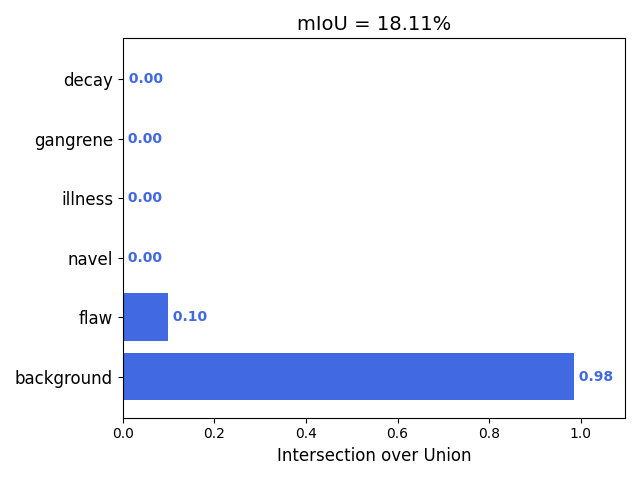 mIoU = 18.11%
decay 0.00
gangrene 0.00
illness 0.00
navel 0.00
flaw 0.10
background 0.98
0.0 0.2 0.4 0.6 0.8 1.0
Intersection over Union